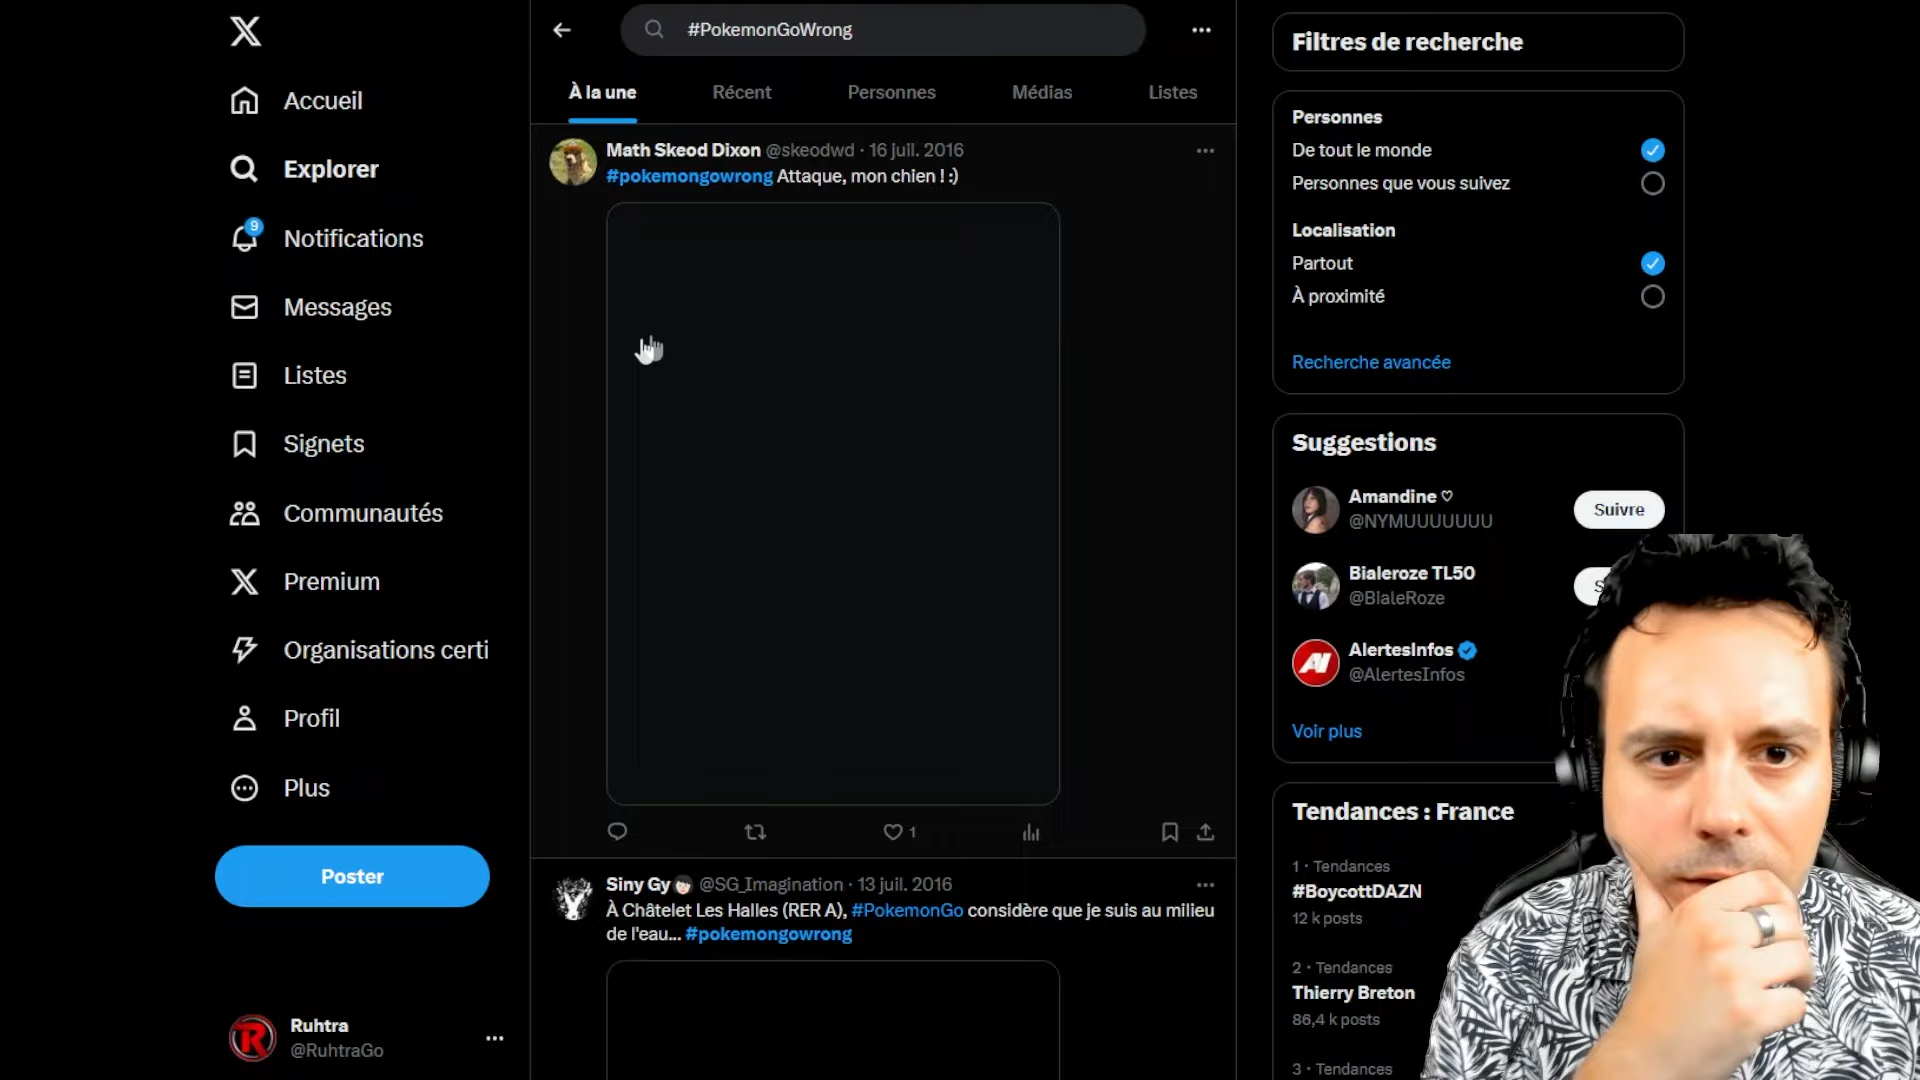 Accueil
Explorer
9
Notifications
Messages
Listes
Signets
Communautés
Premium
Organisations certi
Profil
Plus
Poster
Ruhtra
@RuhtraGo
#PokemonGoWrong
À la une
Récent
Personnes
Médias
Listes
Math Skeod Dixon @skeodwd · 16 juil. 2016
#pokemongowrong Attaque, mon chien ! :)
1
Siny Gy @SG_Imagination · 13 juil. 2016
À Châtelet Les Halles (RER A), #PokemonGo considère que je suis au milieu
de l'eau... #pokemongowrong
Filtres de recherche
Personnes
De tout le monde
Personnes que vous suivez
Localisation
Partout
À proximité
Recherche avancée
Suggestions
Amandine ♡
@NYMUUUUUUU
Suivre
Bialeroze TL50
@BlaleRoze
S
AlertesInfos
@AlertesInfos
Voir plus
Tendances : France
1 · Tendances
#BoycottDAZN
12 k posts
2 · Tendances
Thierry Breton
86,4 k posts
3 · Tendances